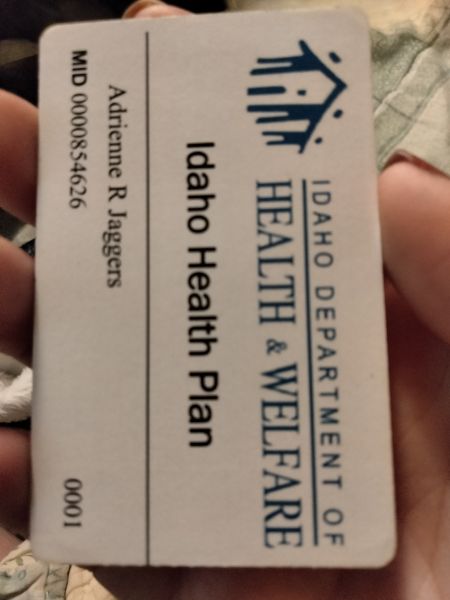 IDAHO DEPARTMENT OF
HEALTH & WELFARE
Idaho Health Plan
Adrienne R Jaggers
MID 0000854626 0001